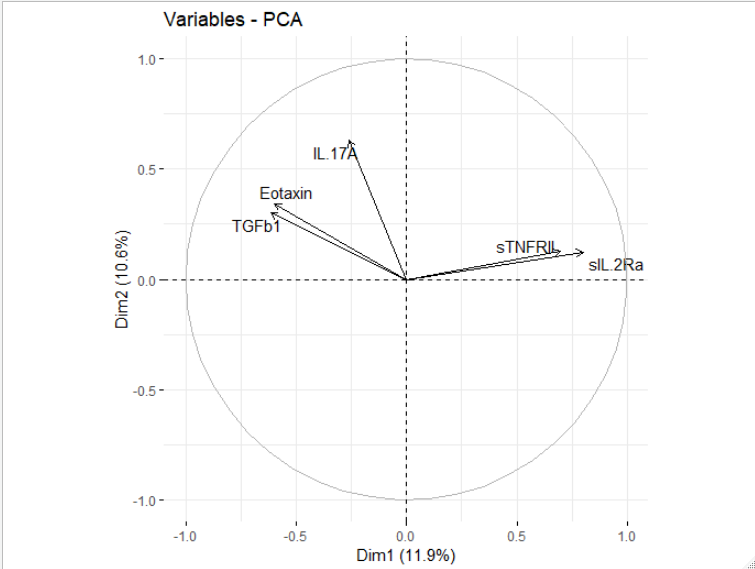 Variables - PCA
1.0
IL.17A
0.5
Eotaxin
TGFb1
sTNFRII
sIL.2Ra
0.0
Dim2 (10.6%)
-0.5
-1.0
-1.0 -0.5 0.0 0.5 1.0
Dim1 (11.9%)